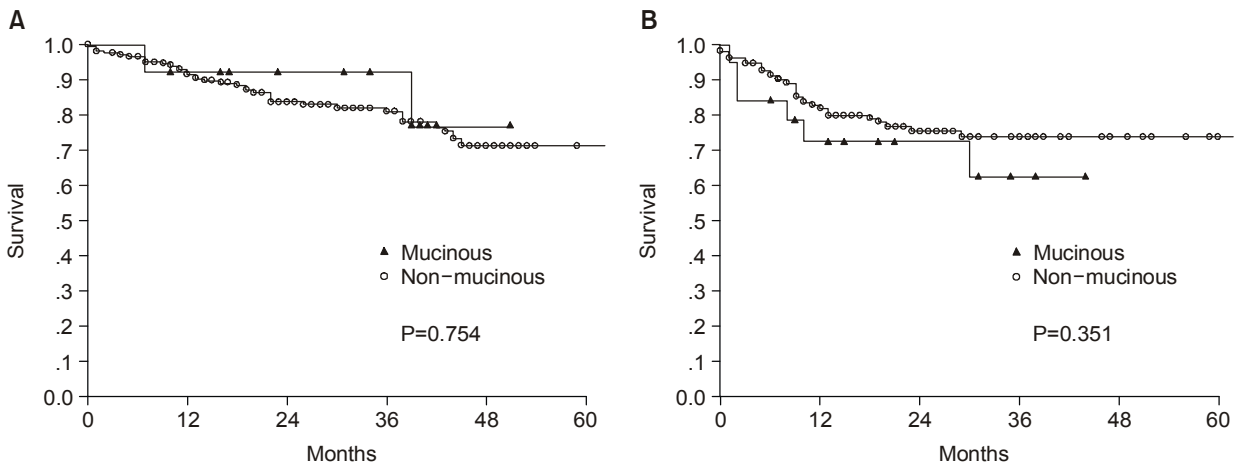 A
1.0
.9
.8
.7
.6
.5
.4
.3
.2
.1
0.0
Survival
Mucinous
Non-mucinous
P=0.754
0 12 24 36 48 60
Months
B
1.0
.9
.8
.7
.6
.5
.4
.3
.2
.1
0.0
Survival
Mucinous
Non-mucinous
P=0.351
0 12 24 36 48 60
Months